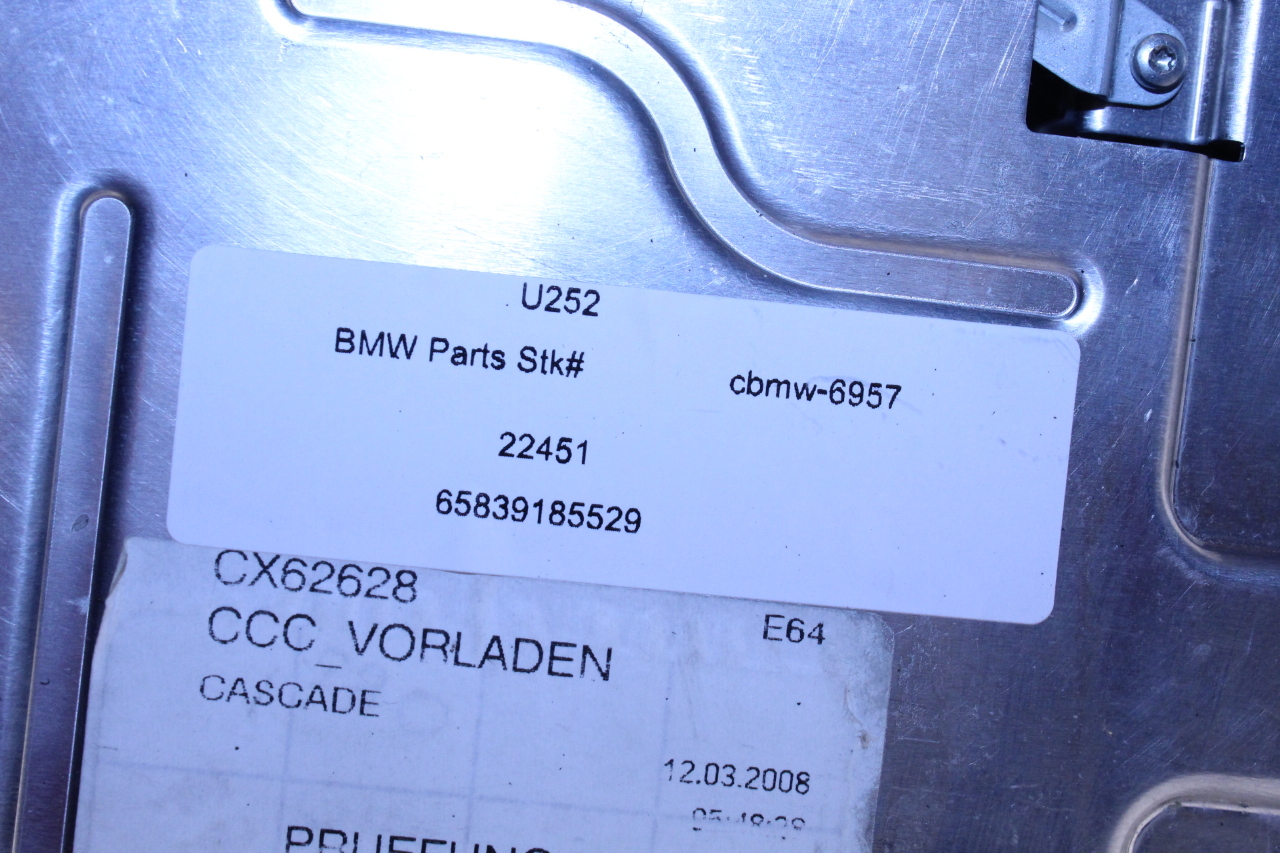 U252
BMW Parts Stk# cbmw-6957
22451
65839185529
CX62628
CCC_VORLADEN E64
CASCADE
12.03.2008